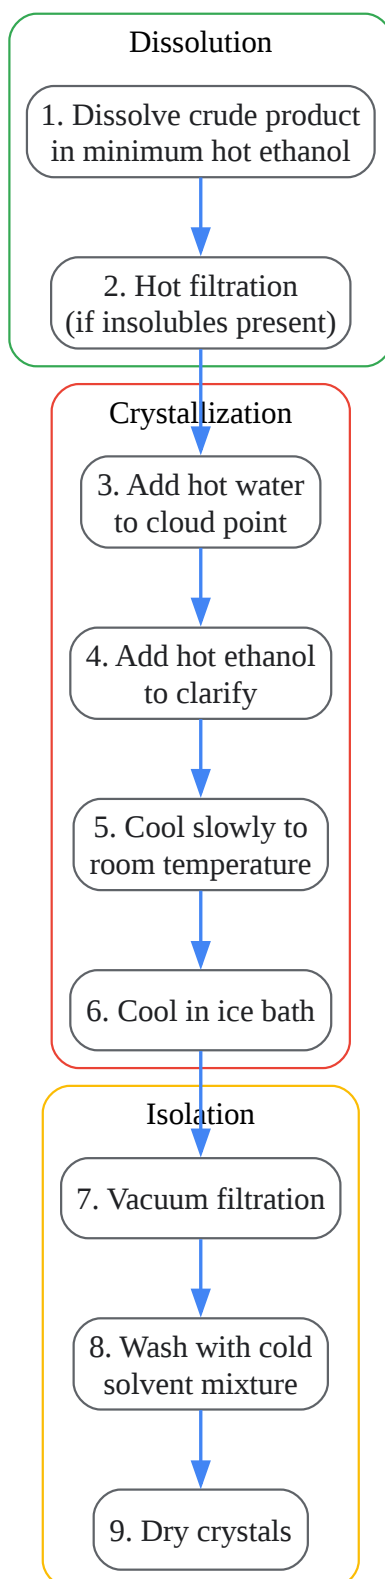 Dissolution
1. Dissolve crude product
in minimum hot ethanol
2. Hot filtration
(if insolubles present)
Crystallization
3. Add hot water
to cloud point
4. Add hot ethanol
to clarify
5. Cool slowly to
room temperature
6. Cool in ice bath
Isolation
7. Vacuum filtration
8. Wash with cold
solvent mixture
9. Dry crystals